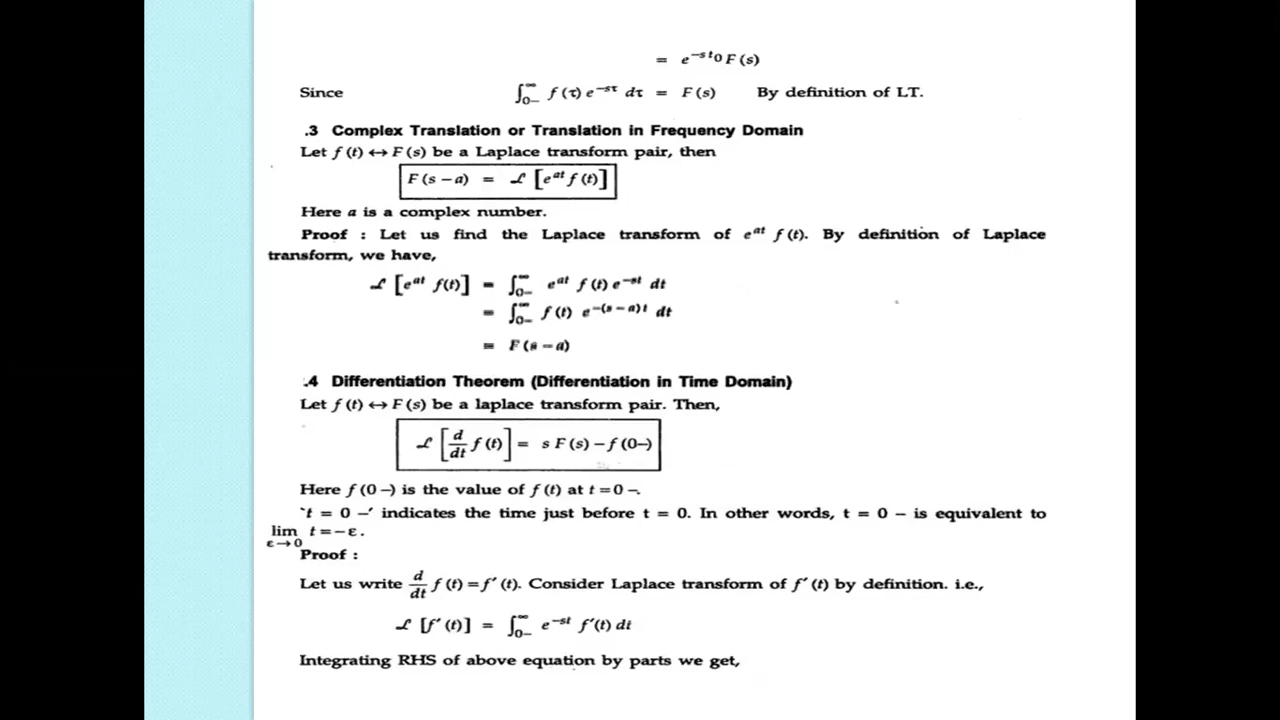 = e^{-s t_0} F (s)
Since ∫_{0-}^{∞} f (τ) e^{-sτ} dτ = F (s) By definition of LT.
.3 Complex Translation or Translation in Frequency Domain
Let f (t) ↔ F (s) be a Laplace transform pair, then
F (s − a) = ℒ [e^{at} f (t)]
Here a is a complex number.
Proof : Let us find the Laplace transform of e^{at} f (t). By definition of Laplace
transform, we have,
ℒ [e^{at} f(t)] = ∫_{0-}^{∞} e^{at} f (t) e^{-st} dt
= ∫_{0-}^{∞} f (t) e^{-(s - a) t} dt
= F (s − a)
.4 Differentiation Theorem (Differentiation in Time Domain)
Let f (t) ↔ F (s) be a laplace transform pair. Then,
ℒ [d/dt f (t)] = s F (s) − f (0−)
Here f (0 −) is the value of f (t) at t = 0 −.
`t = 0 −′ indicates the time just before t = 0. In other words, t = 0 − is equivalent to
lim_{ε→0} t = − ε.
Proof :
Let us write d/dt f (t) = f′ (t). Consider Laplace transform of f′ (t) by definition. i.e.,
ℒ [f′ (t)] = ∫_{0-}^{∞} e^{-st} f′(t) dt
Integrating RHS of above equation by parts we get,